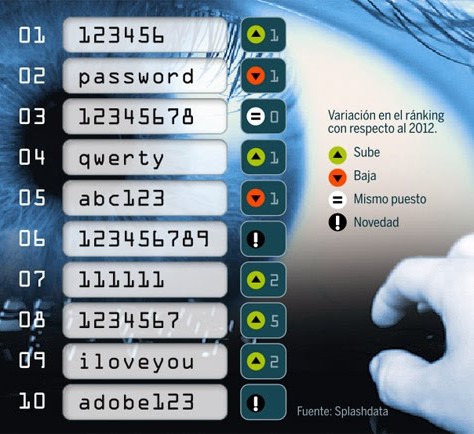 01 123456 1
02 password 1
03 12345678 0
04 qwerty 1
05 abc123 1
06 123456789 !
07 111111 2
08 1234567 5
09 iloveyou 2
10 adobe123 !
Variación en el ránking
con respecto al 2012.
Sube
Baja
= Mismo puesto
! Novedad
Fuente: Splashdata